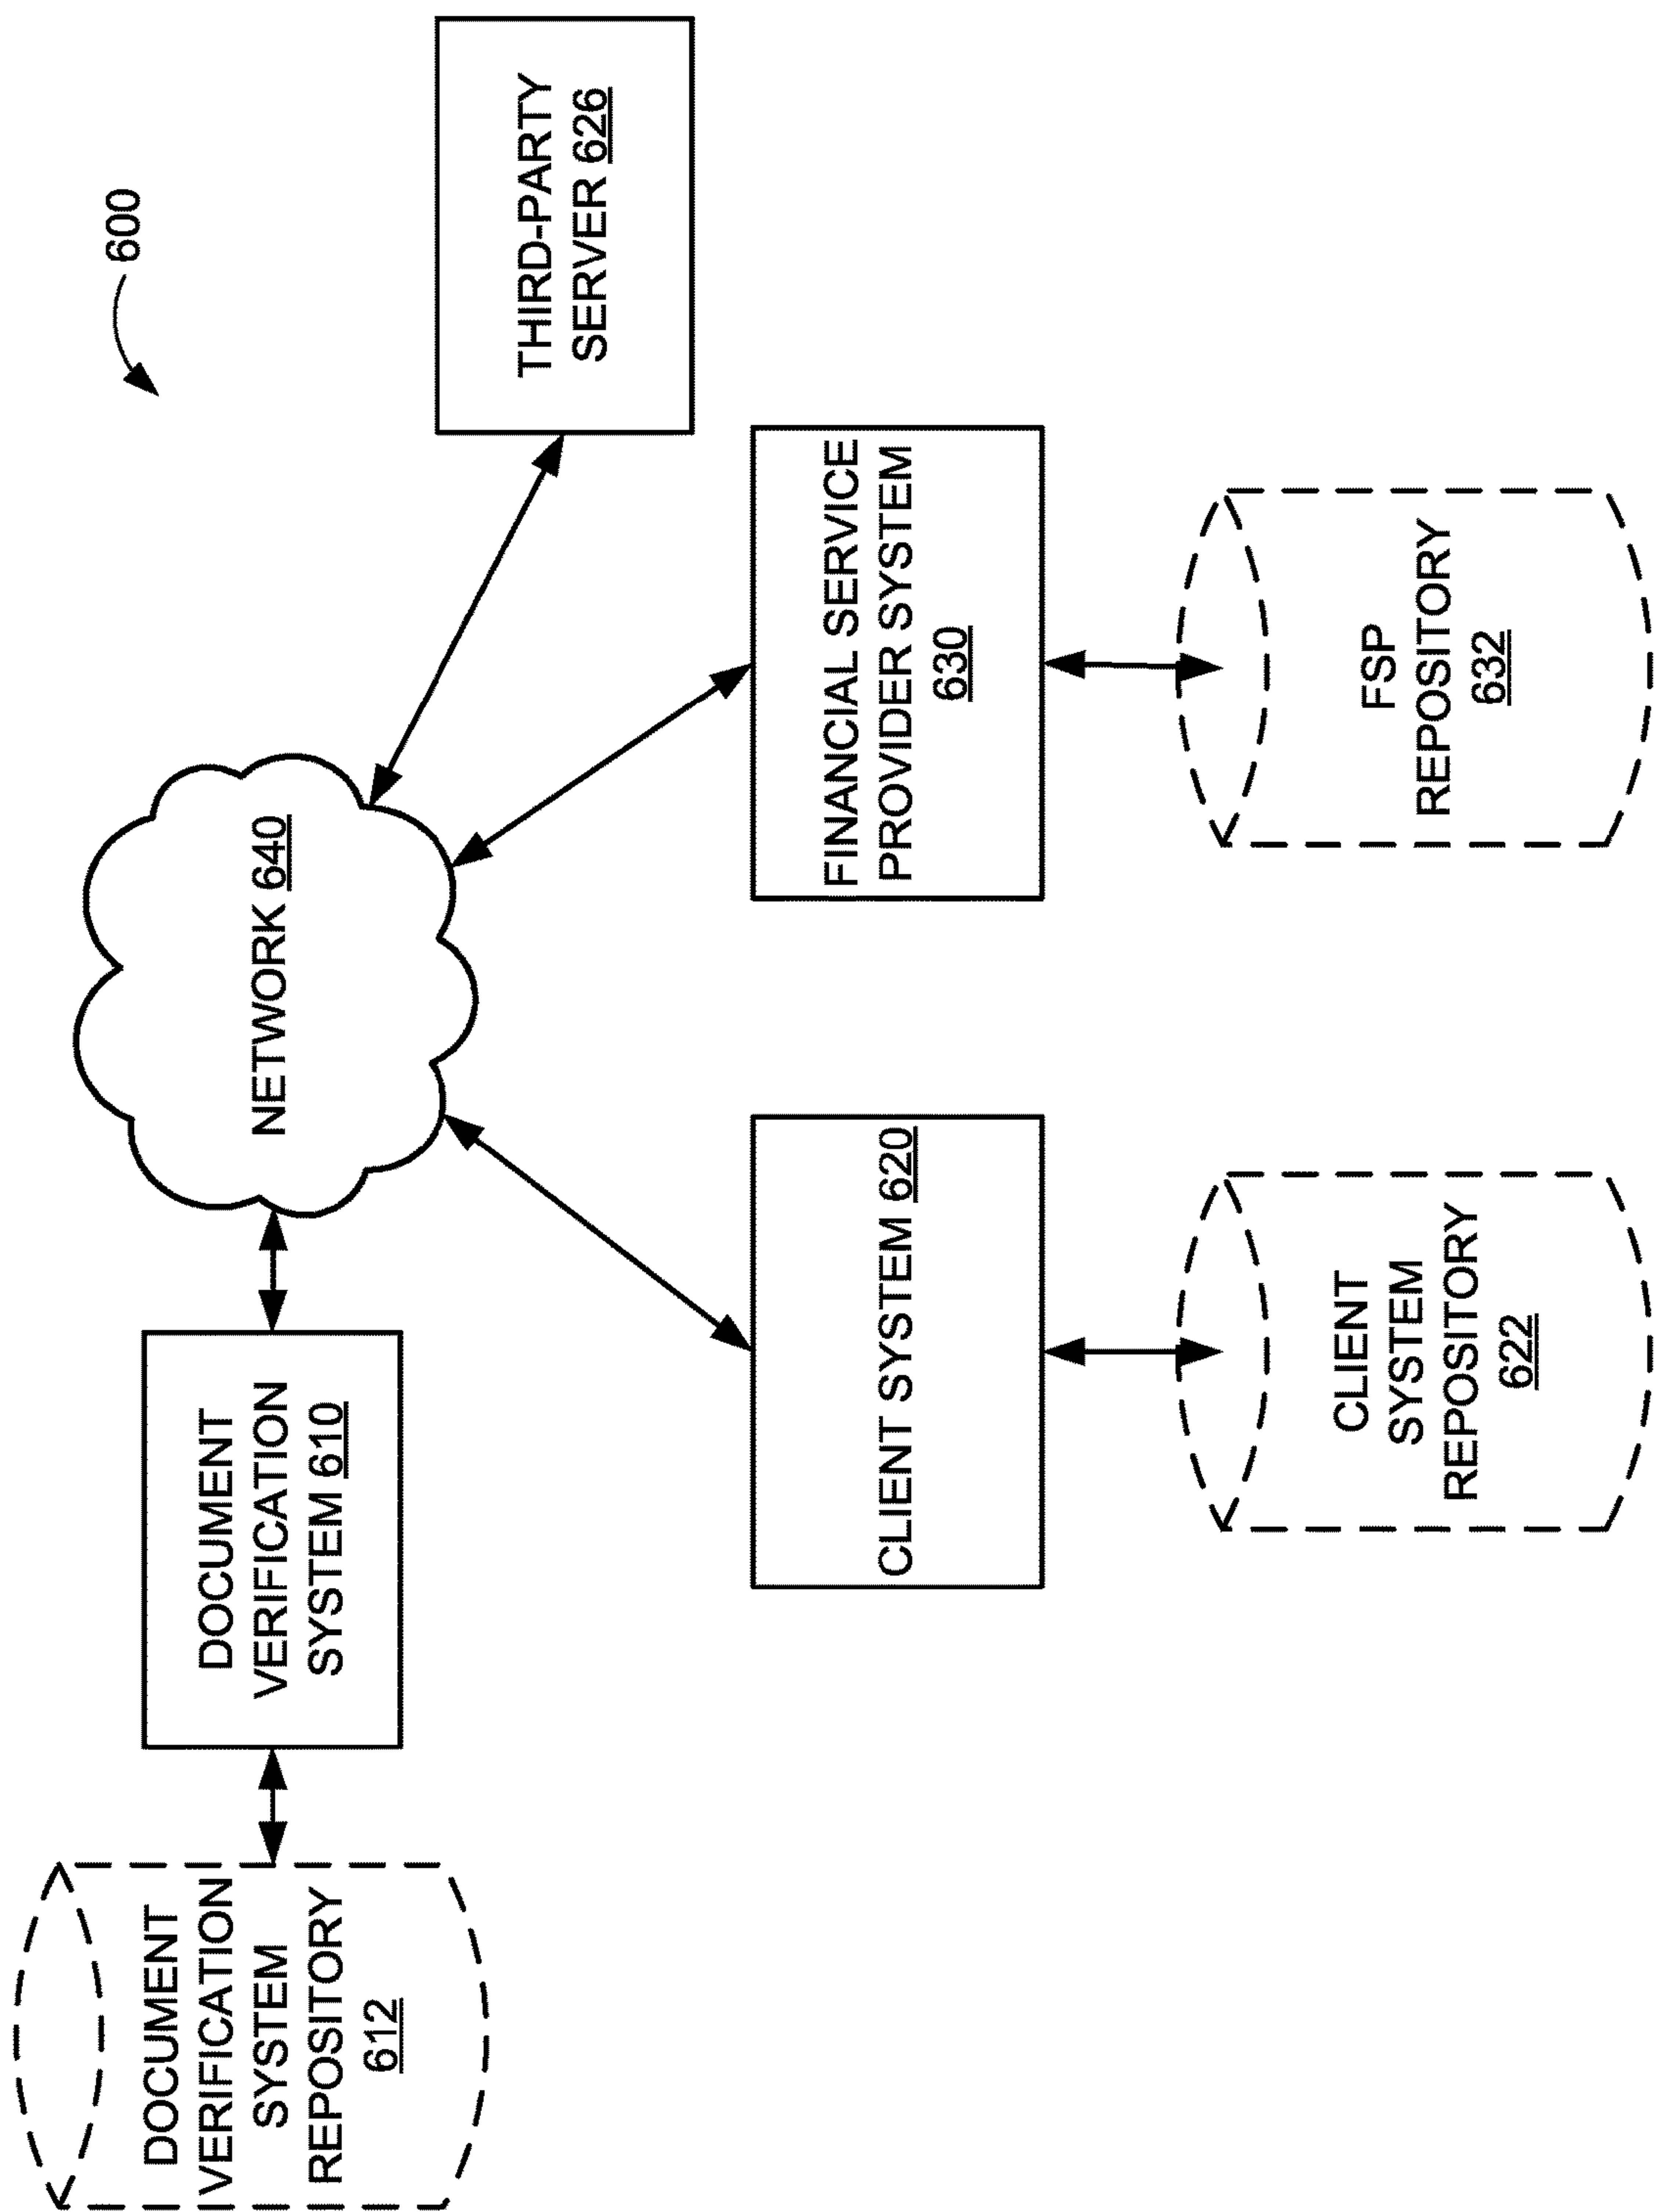 600
DOCUMENT
VERIFICATION
SYSTEM
REPOSITORY
612
DOCUMENT
VERIFICATION
SYSTEM 610
NETWORK 640
THIRD-PARTY
SERVER 626
CLIENT SYSTEM 620
FINANCIAL SERVICE
PROVIDER SYSTEM
630
CLIENT
SYSTEM
REPOSITORY
622
FSP
REPOSITORY
632